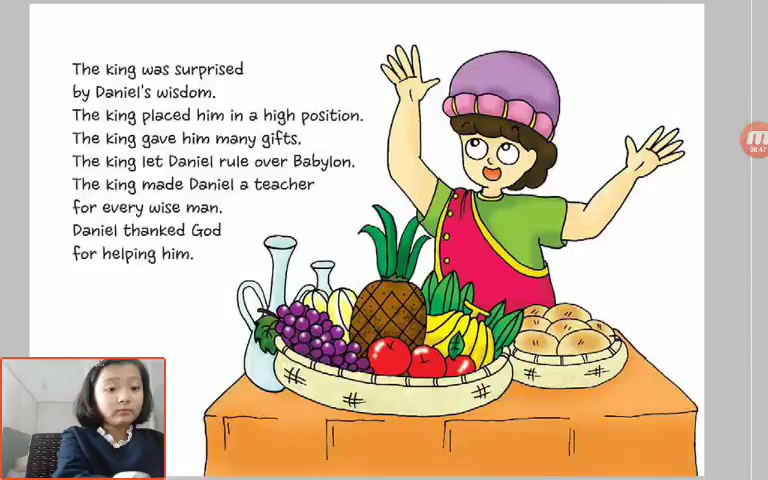 The king was surprised
by Daniel's wisdom.
The king placed him in a high position.
The king gave him many gifts.
The king let Daniel rule over Babylon.
The king made Daniel a teacher
for every wise man.
Daniel thanked God
for helping him.
M
06:47